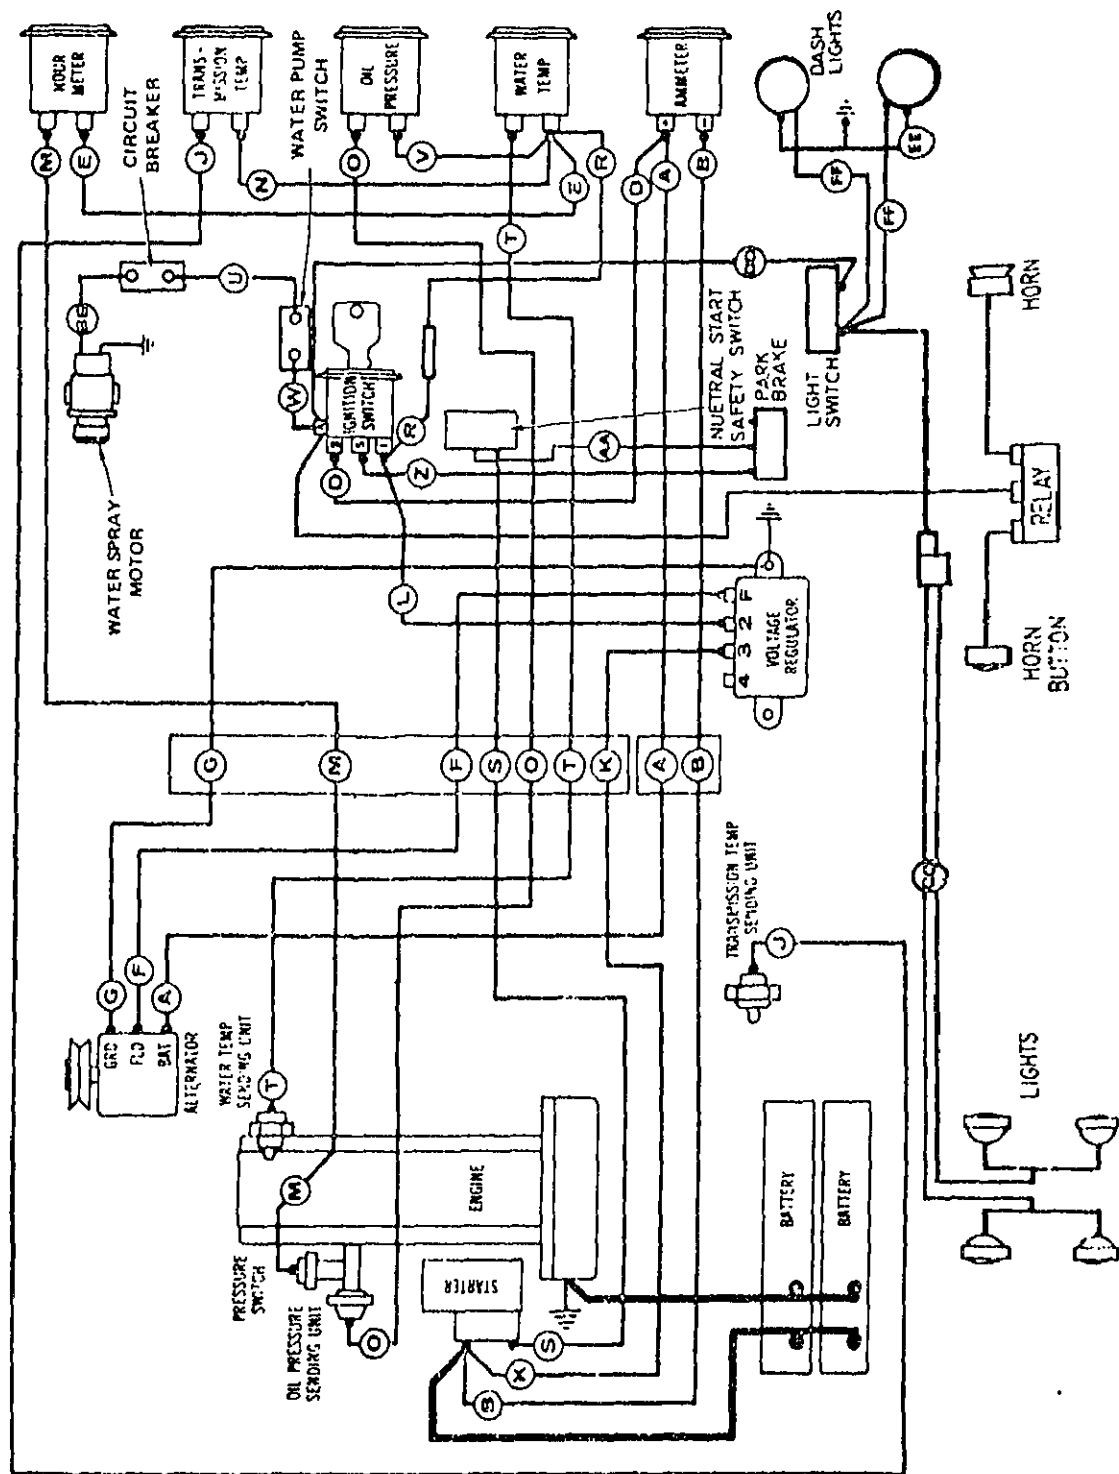 HOUR
METER
TRANS-
MISSION
TEMP
OIL
PRESSURE
WATER
TEMP
AMMETER
+
-
DASH
LIGHTS
M
E
J
N
O
V
T
E
R
D
A
B
FF
EE
FF
CIRCUIT
BREAKER
WATER PUMP
SWITCH
BB
U
W
IGNITION
SWITCH
A
B
S
I
R
D
Z
L
WATER SPRAY
MOTOR
NUETRAL START
SAFETY SWITCH
AA
PARK
BRAKE
DD
LIGHT
SWITCH
HORN
RELAY
HORN
BUTTON
F
2
3
4
VOLTAGE
REGULATOR
G
M
F
S
O
T
K
A
B
G
F
A
GRD
FLD
BAT
ALTERNATOR
WATER TEMP
SENDING UNIT
T
M
ENGINE
PRESSURE
SWITCH
OIL PRESSURE
SENDING UNIT
O
STARTER
S
K
B
TRANSMISSION TEMP
SENDING UNIT
J
BATTERY
BATTERY
CC
LIGHTS